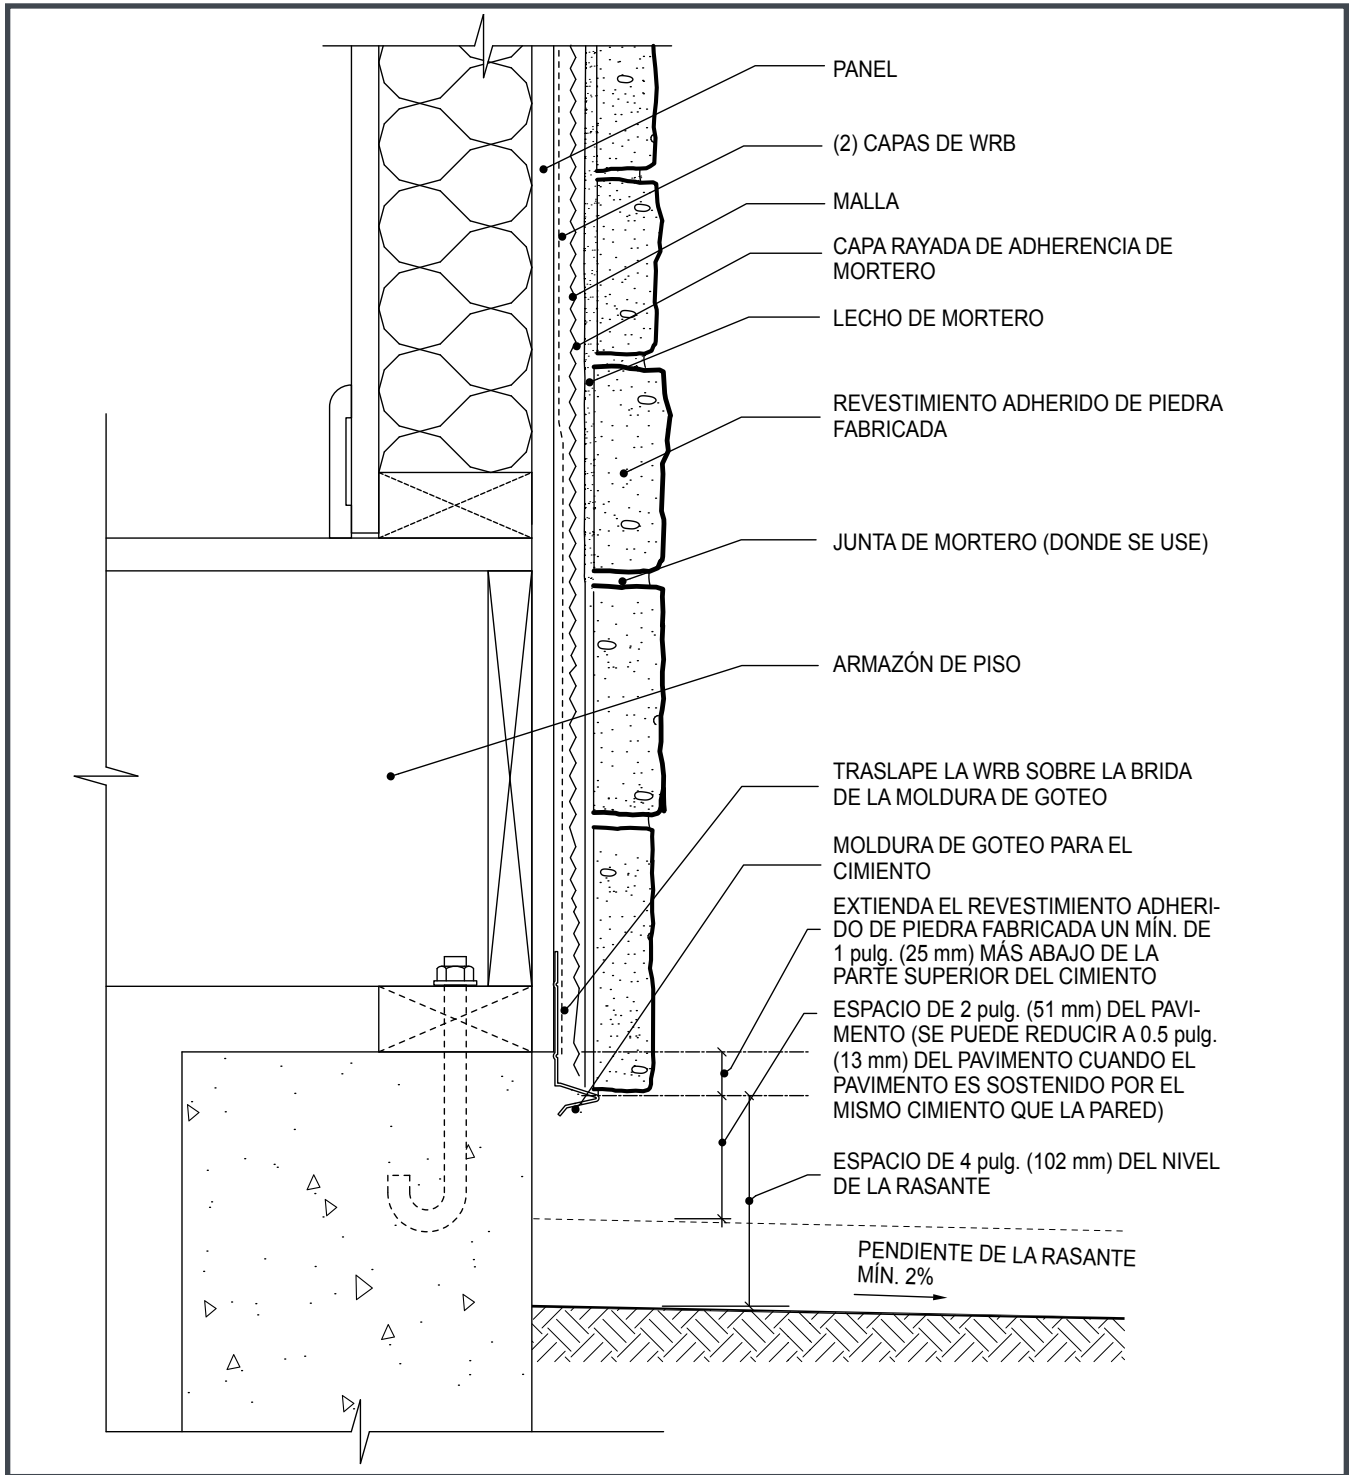 PANEL
(2) CAPAS DE WRB
MALLA
CAPA RAYADA DE ADHERENCIA DE
MORTERO
LECHO DE MORTERO
REVESTIMIENTO ADHERIDO DE PIEDRA
FABRICADA
JUNTA DE MORTERO (DONDE SE USE)
ARMAZÓN DE PISO
TRASLAPE LA WRB SOBRE LA BRIDA
DE LA MOLDURA DE GOTEO
MOLDURA DE GOTEO PARA EL
CIMIENTO
EXTIENDA EL REVESTIMIENTO ADHERI-
DO DE PIEDRA FABRICADA UN MÍN. DE
1 pulg. (25 mm) MÁS ABAJO DE LA
PARTE SUPERIOR DEL CIMIENTO
ESPACIO DE 2 pulg. (51 mm) DEL PAVI-
MENTO (SE PUEDE REDUCIR A 0.5 pulg.
(13 mm) DEL PAVIMENTO CUANDO EL
PAVIMENTO ES SOSTENIDO POR EL
MISMO CIMIENTO QUE LA PARED)
ESPACIO DE 4 pulg. (102 mm) DEL NIVEL
DE LA RASANTE
PENDIENTE DE LA RASANTE
MÍN. 2%